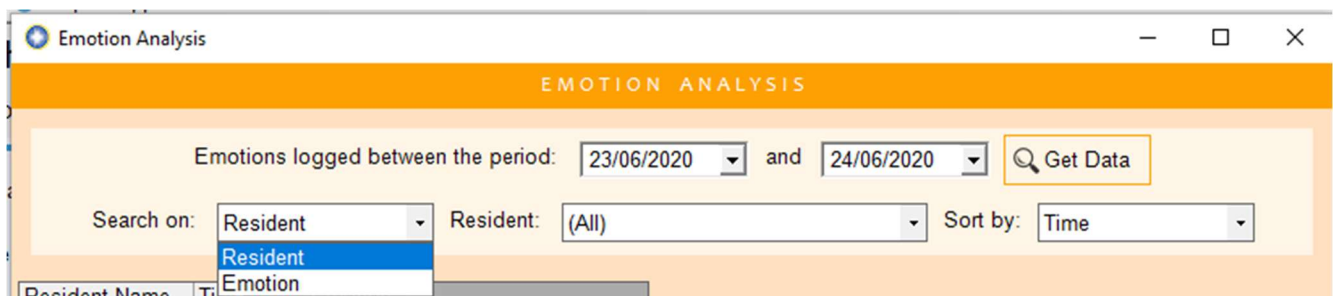 Emotion Analysis
EMOTION ANALYSIS
Emotions logged between the period: 23/06/2020 and 24/06/2020 Get Data
Search on: Resident Resident: (All) Sort by: Time
Resident
Emotion
Resident Name